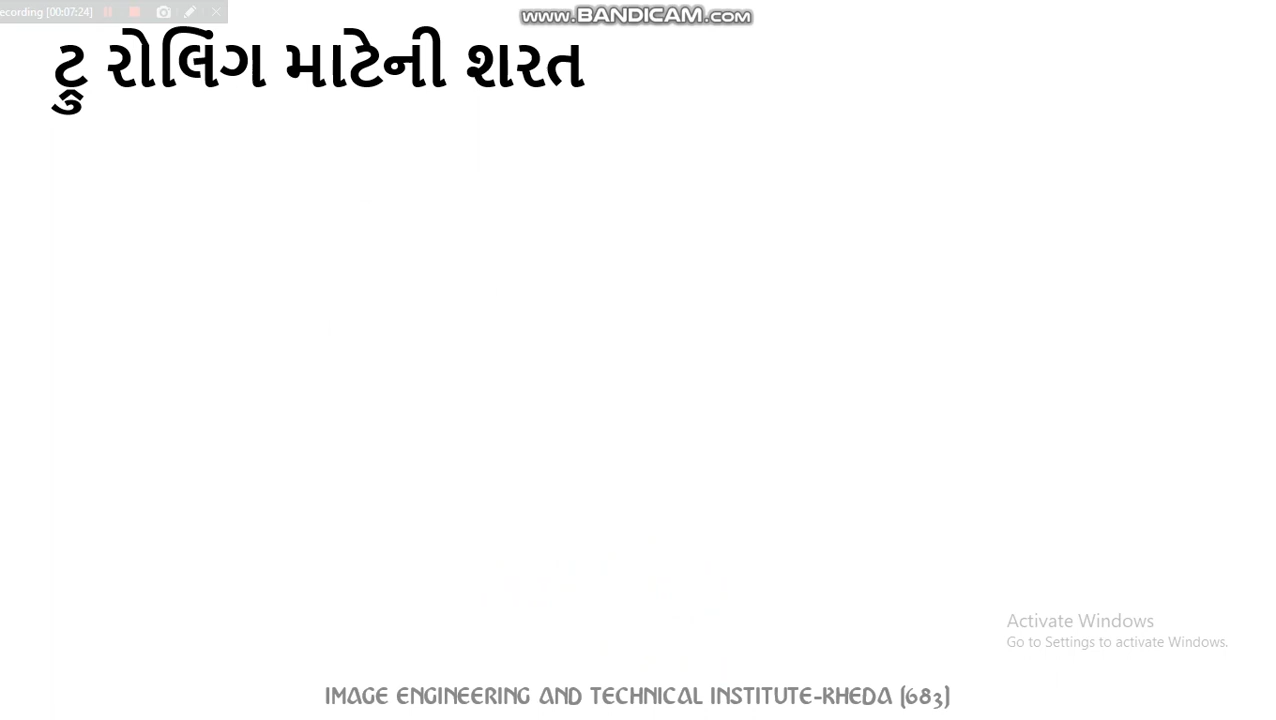 ecording [00:07:24]
www.BANDICAM.com
ટ્રુ રોલિંગ માટેની શરત
Activate Windows
Go to Settings to activate Windows.
IMAGE ENGINEERING AND TECHNICAL INSTITUTE-KHEDA (683)